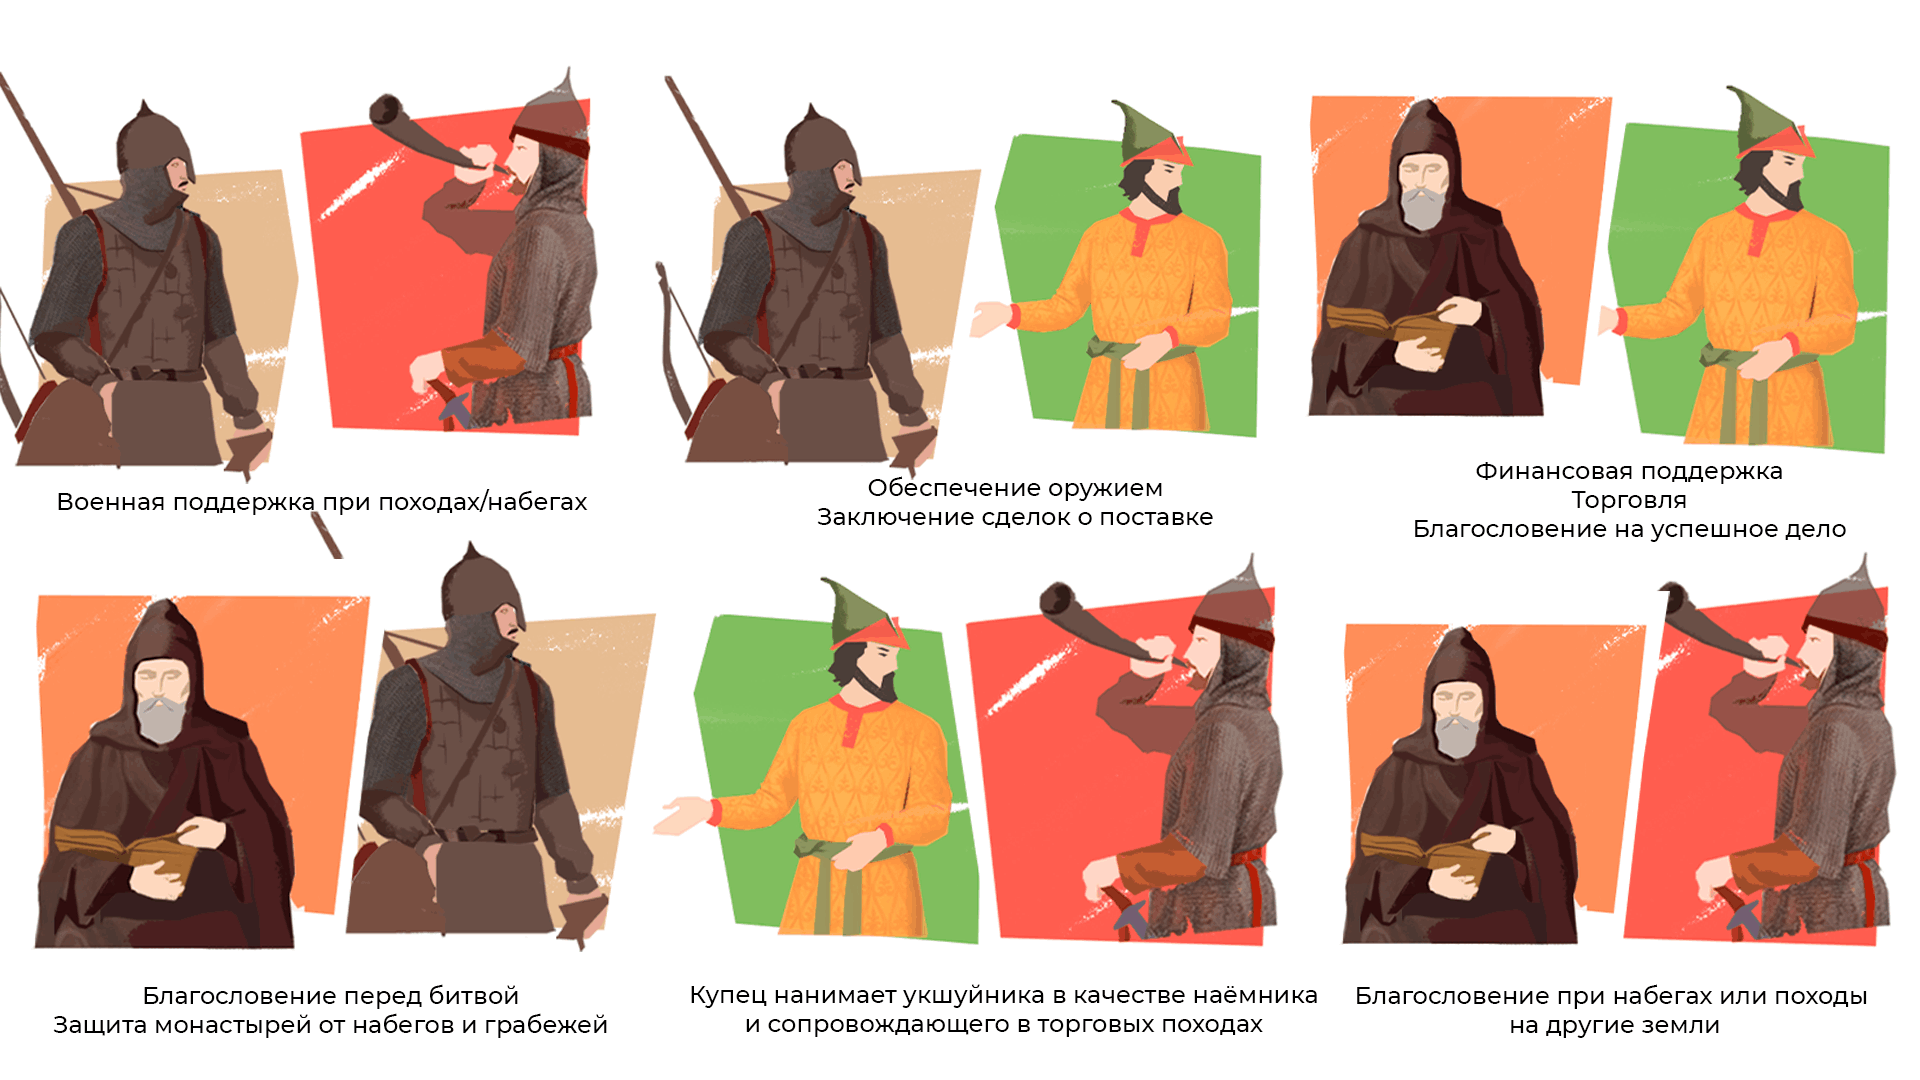 Военная поддержка при походах/набегах
Обеспечение оружием
Заключение сделок о поставке
Финансовая поддержка
Торговля
Благословение на успешное дело
Благословение перед битвой
Защита монастырей от набегов и грабежей
Купец нанимает укшуйника в качестве наёмника
и сопровождающего в торговых походах
Благословение при набегах или походы
на другие земли